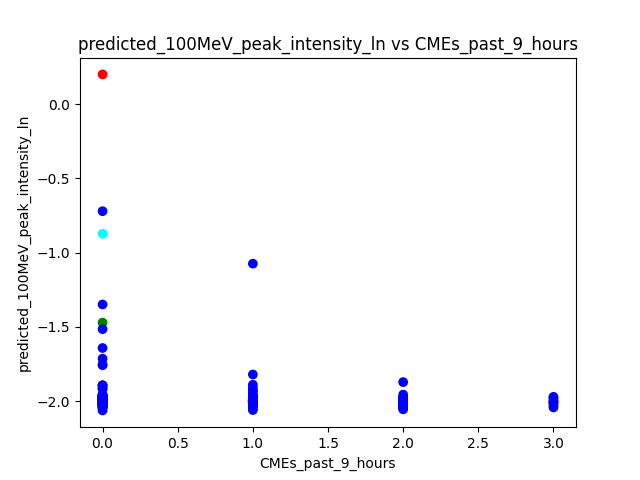 predicted_100MeV_peak_intensity_ln vs CMEs_past_9_hours
predicted_100MeV_peak_intensity_ln
0.0
−0.5
−1.0
−1.5
−2.0
0.0 0.5 1.0 1.5 2.0 2.5 3.0
CMEs_past_9_hours